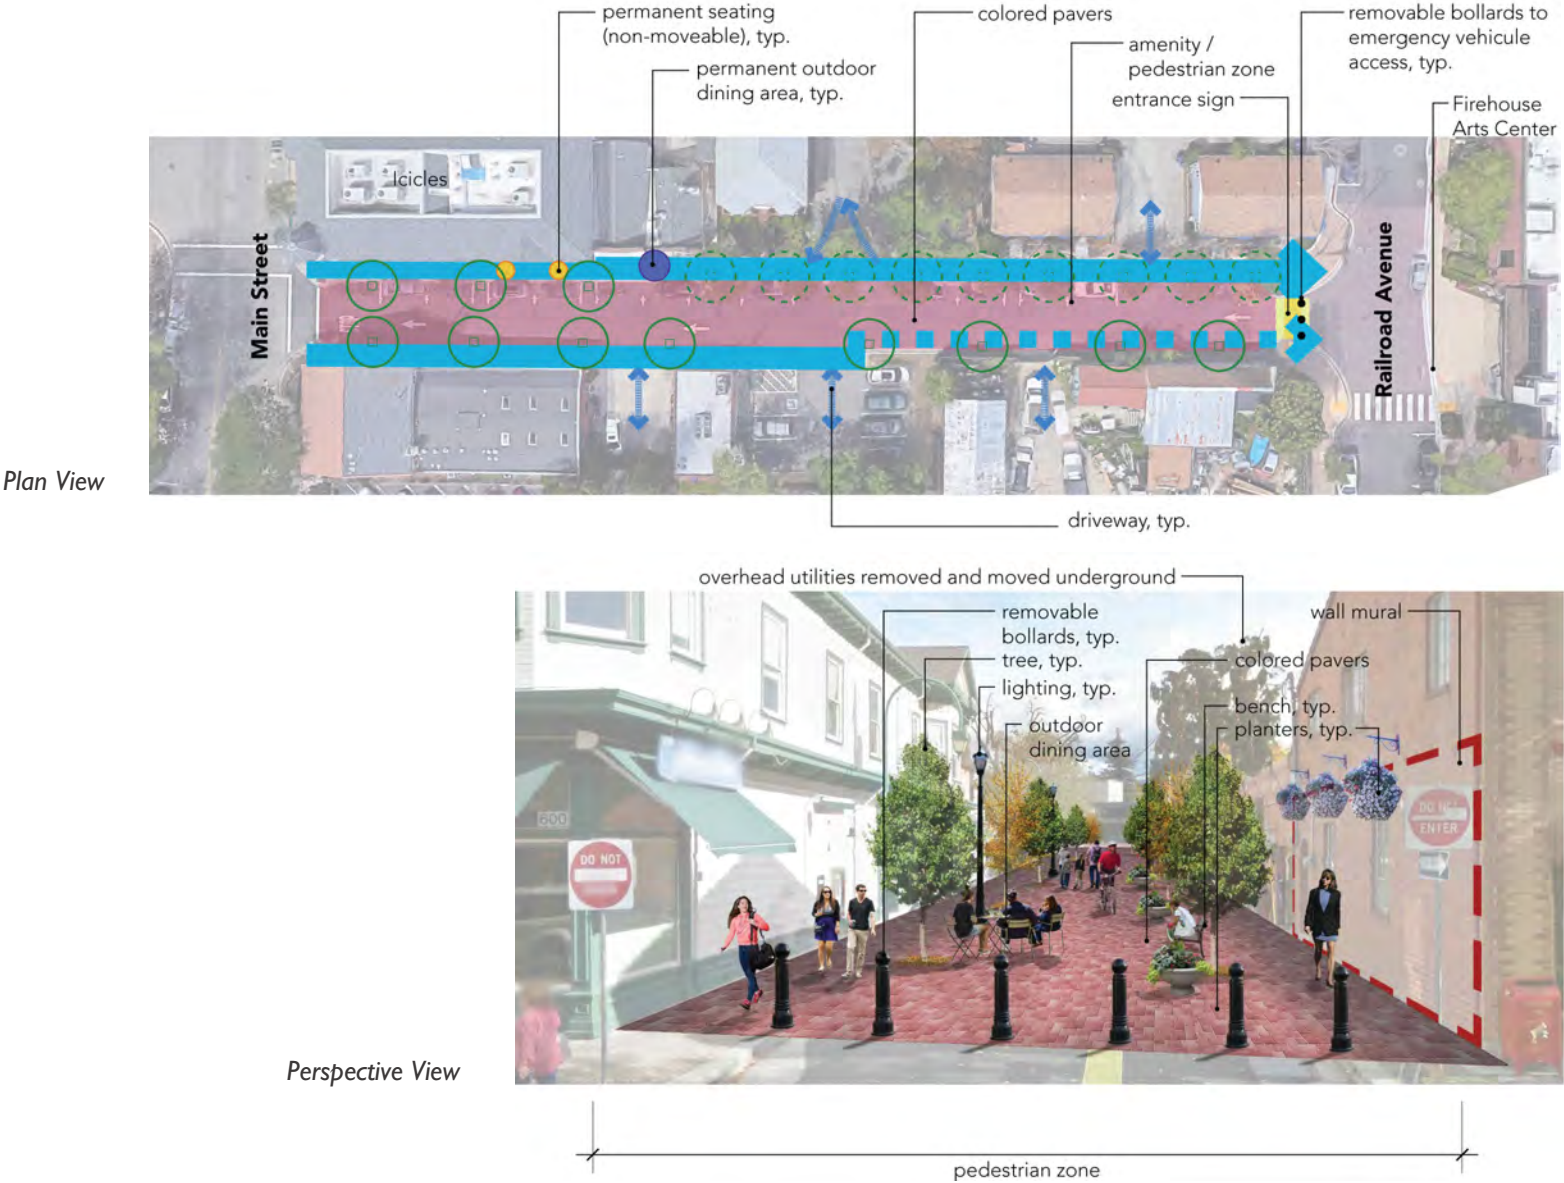 permanent seating
(non-moveable), typ.
permanent outdoor
dining area, typ.
colored pavers
amenity /
pedestrian zone
entrance sign
removable bollards to
emergency vehicule
access, typ.
Firehouse
Arts Center
Icicles
Main Street
Railroad Avenue
Plan View
driveway, typ.
overhead utilities removed and moved underground
removable
bollards, typ.
tree, typ.
lighting, typ.
outdoor
dining area
wall mural
colored pavers
bench, typ.
planters, typ.
600
DO NOT
DO NOT
ENTER
Perspective View
pedestrian zone